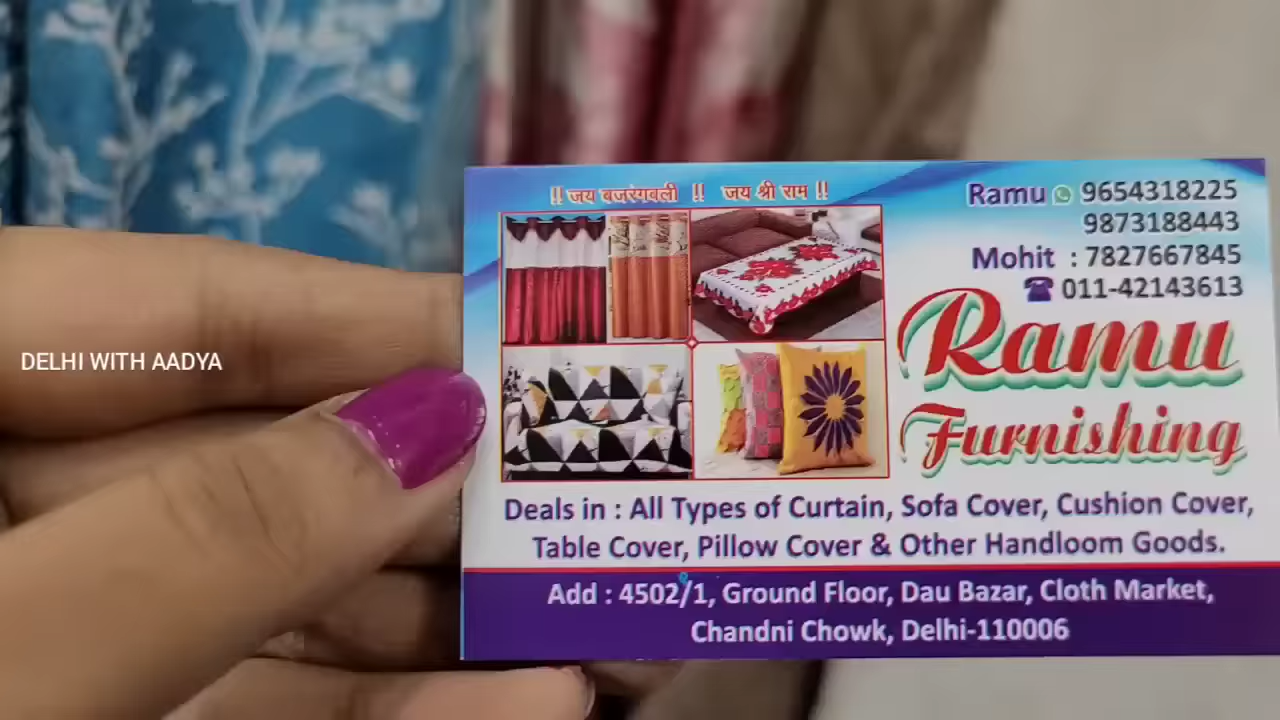 !! जय बजरंगबली !! जय श्री राम !!
Ramu 9654318225
9873188443
Mohit : 7827667845
011-42143613
Ramu
Furnishing
Deals in : All Types of Curtain, Sofa Cover, Cushion Cover,
Table Cover, Pillow Cover & Other Handloom Goods.
Add : 4502/1, Ground Floor, Dau Bazar, Cloth Market,
Chandni Chowk, Delhi-110006
DELHI WITH AADYA